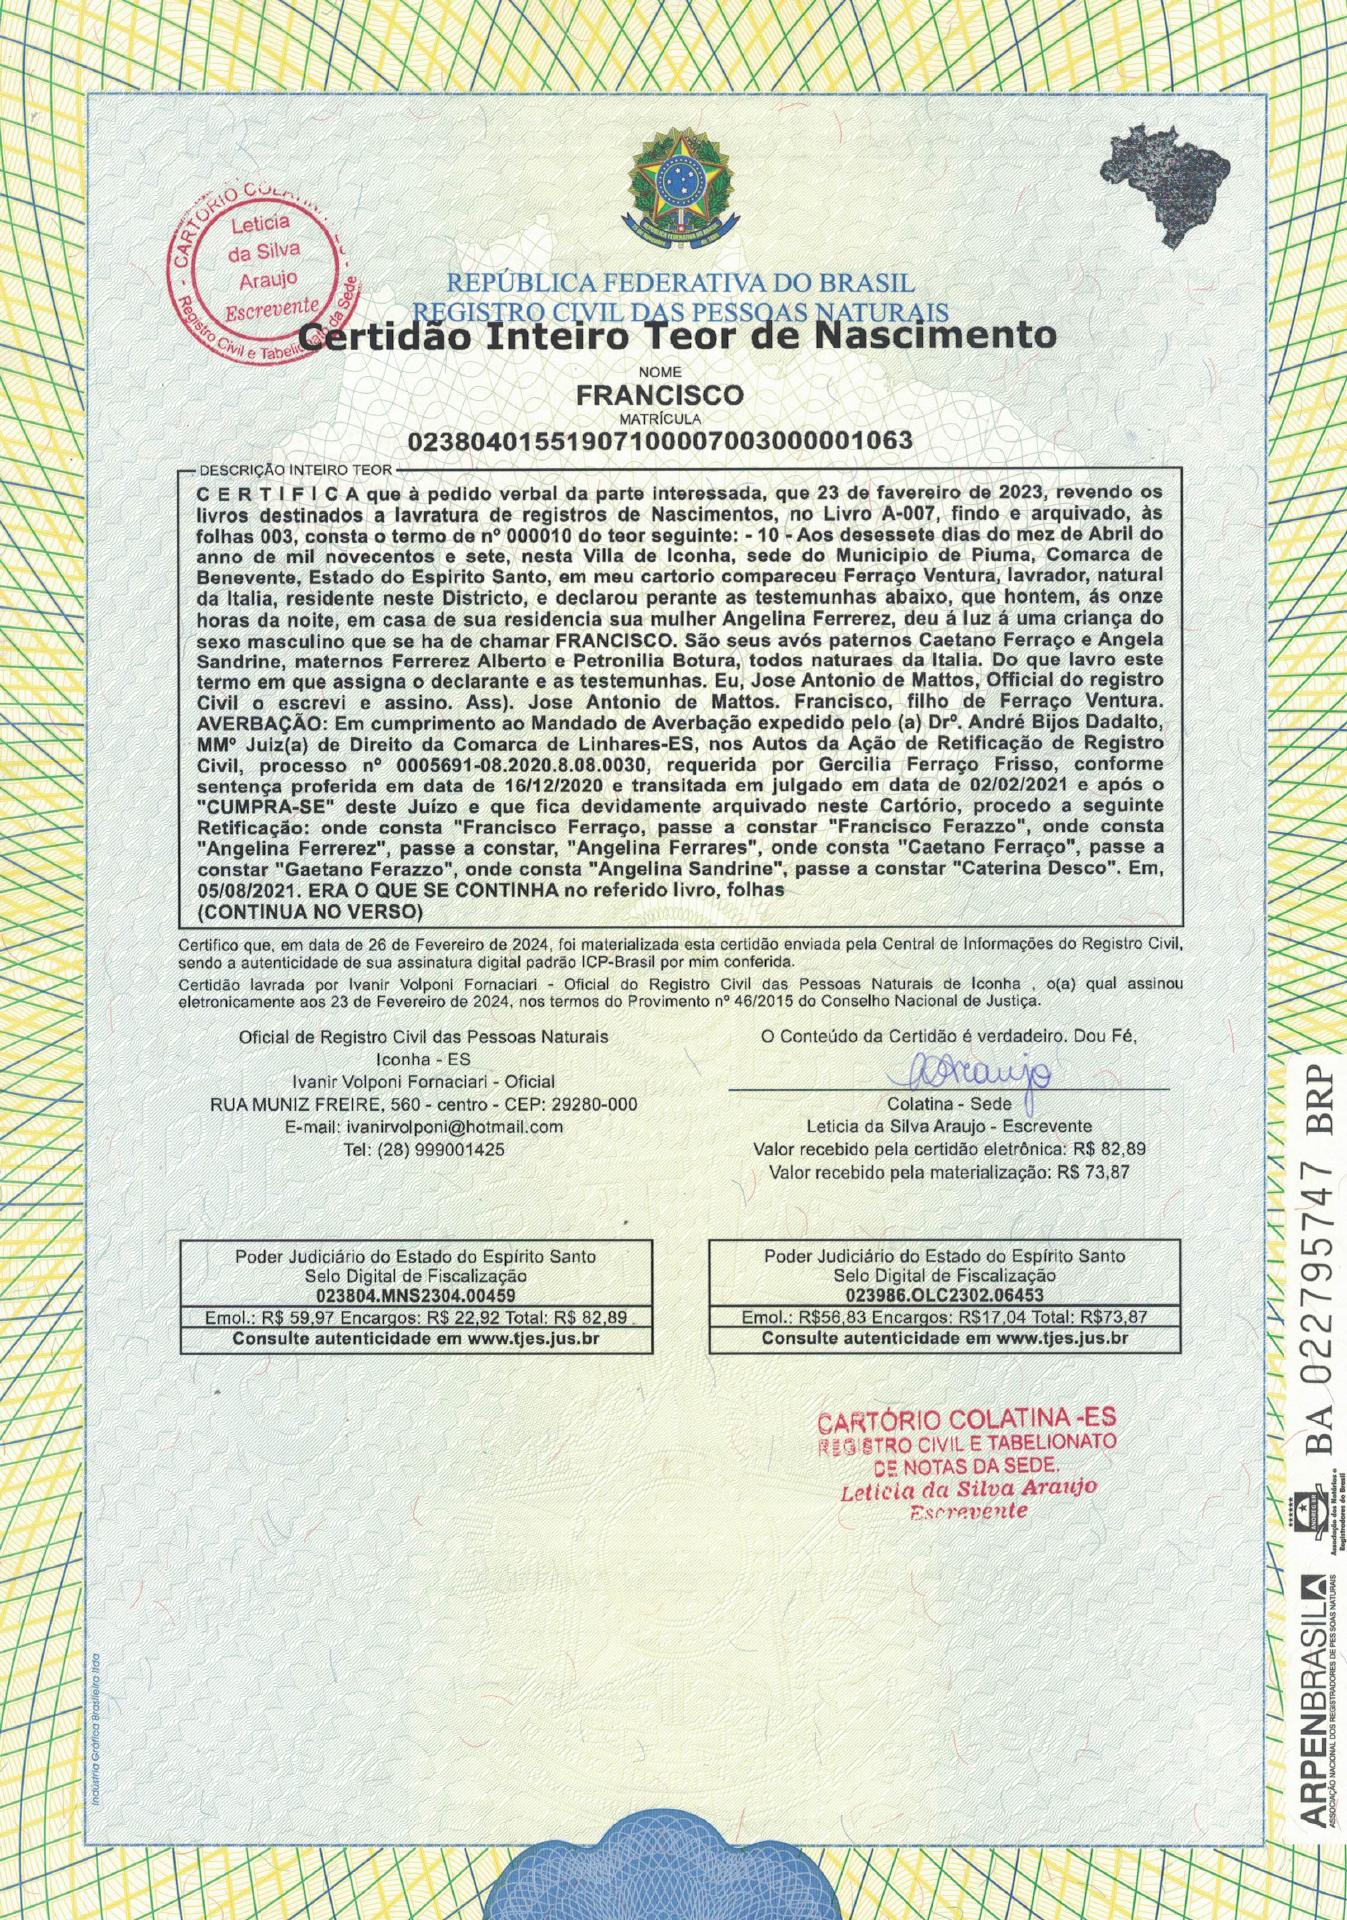 CARTÓRIO COLATINA
Leticia
da Silva
Araujo
Escrevente
Registro Civil e Tabelionato da Sede
REPÚBLICA FEDERATIVA DO BRASIL
REGISTRO CIVIL DAS PESSOAS NATURAIS
Certidão Inteiro Teor de Nascimento
NOME
FRANCISCO
MATRÍCULA
02380401551907100007003000001063
DESCRIÇÃO INTEIRO TEOR
C E R T I F I C A que à pedido verbal da parte interessada, que 23 de favereiro de 2023, revendo os
livros destinados a lavratura de registros de Nascimentos, no Livro A-007, findo e arquivado, às
folhas 003, consta o termo de nº 000010 do teor seguinte: - 10 - Aos desessete dias do mez de Abril do
anno de mil novecentos e sete, nesta Villa de Iconha, sede do Municipio de Piuma, Comarca de
Benevente, Estado do Espirito Santo, em meu cartorio compareceu Ferraço Ventura, lavrador, natural
da Italia, residente neste Districto, e declarou perante as testemunhas abaixo, que hontem, ás onze
horas da noite, em casa de sua residencia sua mulher Angelina Ferrerez, deu á luz á uma criança do
sexo masculino que se ha de chamar FRANCISCO. São seus avós paternos Caetano Ferraço e Angela
Sandrine, maternos Ferrerez Alberto e Petronilia Botura, todos naturaes da Italia. Do que lavro este
termo em que assigna o declarante e as testemunhas. Eu, Jose Antonio de Mattos, Official do registro
Civil o escrevi e assino. Ass). Jose Antonio de Mattos. Francisco, filho de Ferraço Ventura.
AVERBAÇÃO: Em cumprimento ao Mandado de Averbação expedido pelo (a) Drº. André Bijos Dadalto,
MMº Juiz(a) de Direito da Comarca de Linhares-ES, nos Autos da Ação de Retificação de Registro
Civil, processo nº 0005691-08.2020.8.08.0030, requerida por Gercilia Ferraço Frisso, conforme
sentença proferida em data de 16/12/2020 e transitada em julgado em data de 02/02/2021 e após o
"CUMPRA-SE" deste Juízo e que fica devidamente arquivado neste Cartório, procedo a seguinte
Retificação: onde consta "Francisco Ferraço, passe a constar "Francisco Ferazzo", onde consta
"Angelina Ferrerez", passe a constar, "Angelina Ferrares", onde consta "Caetano Ferraço", passe a
constar "Gaetano Ferazzo", onde consta "Angelina Sandrine", passe a constar "Caterina Desco". Em,
05/08/2021. ERA O QUE SE CONTINHA no referido livro, folhas
(CONTINUA NO VERSO)
Certifico que, em data de 26 de Fevereiro de 2024, foi materializada esta certidão enviada pela Central de Informações do Registro Civil,
sendo a autenticidade de sua assinatura digital padrão ICP-Brasil por mim conferida.
Certidão lavrada por Ivanir Volponi Fornaciari - Oficial do Registro Civil das Pessoas Naturais de Iconha , o(a) qual assinou
eletronicamente aos 23 de Fevereiro de 2024, nos termos do Provimento nº 46/2015 do Conselho Nacional de Justiça.
Oficial de Registro Civil das Pessoas Naturais
Iconha - ES
Ivanir Volponi Fornaciari - Oficial
RUA MUNIZ FREIRE, 560 - centro - CEP: 29280-000
E-mail: ivanirvolponi@hotmail.com
Tel: (28) 999001425
O Conteúdo da Certidão é verdadeiro. Dou Fé,
Araujo
Colatina - Sede
Leticia da Silva Araujo - Escrevente
Valor recebido pela certidão eletrônica: R$ 82,89
Valor recebido pela materialização: R$ 73,87
Poder Judiciário do Estado do Espírito Santo
Selo Digital de Fiscalização
023804.MNS2304.00459
Emol.: R$ 59,97 Encargos: R$ 22,92 Total: R$ 82,89
Consulte autenticidade em www.tjes.jus.br
Poder Judiciário do Estado do Espírito Santo
Selo Digital de Fiscalização
023986.OLC2302.06453
Emol.: R$56,83 Encargos: R$17,04 Total: R$73,87
Consulte autenticidade em www.tjes.jus.br
CARTÓRIO COLATINA -ES
REGISTRO CIVIL E TABELIONATO
DE NOTAS DA SEDE.
Leticia da Silva Araujo
Escrevente
BA 022795747 BRP
Associação dos Notários e
Registradores do Brasil
ARPENBRASIL
ASSOCIAÇÃO NACIONAL DOS REGISTRADORES DE PESSOAS NATURAIS
Indústria Gráfica Brasileira ltda